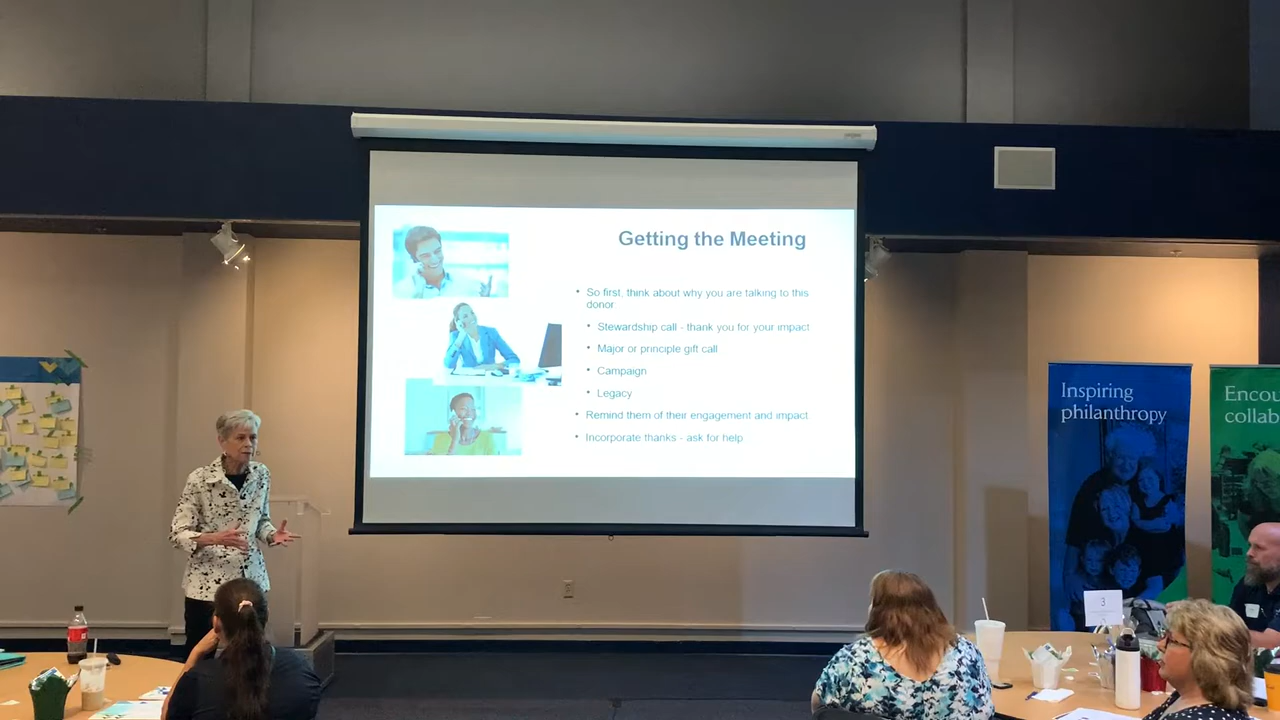 Getting the Meeting
• So first, think about why you are talking to this
donor
• Stewardship call - thank you for your impact
• Major or principle gift call
• Campaign
• Legacy
• Remind them of their engagement and impact
• Incorporate thanks - ask for help
Inspiring
philanthropy
Encou
collab
3